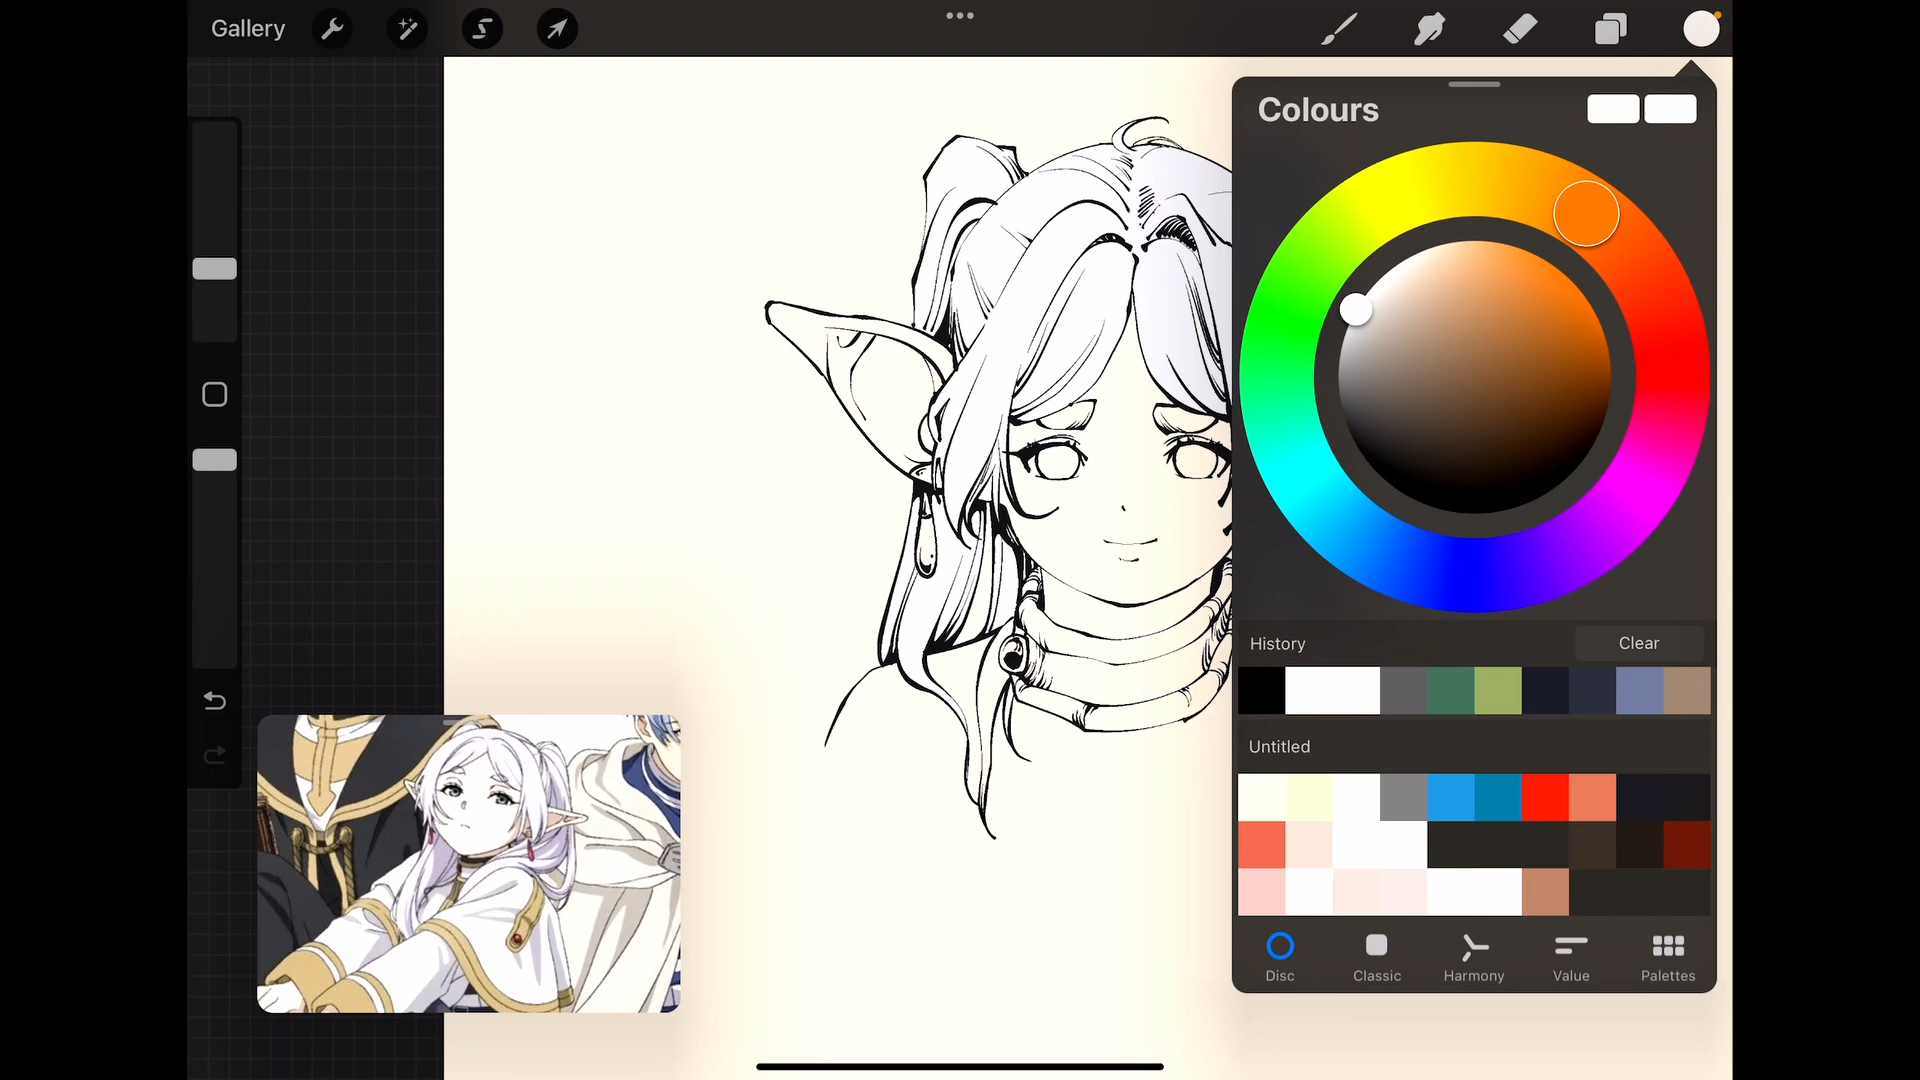 Gallery
Colours
History
Clear
Untitled
Disc
Classic
Harmony
Value
Palettes